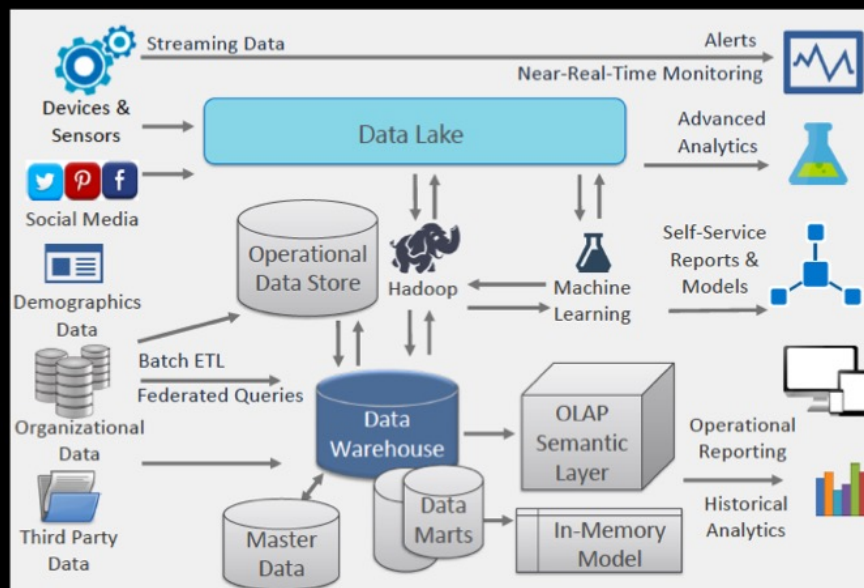 Streaming Data
Alerts
Near-Real-Time Monitoring
Devices &
Sensors
Data Lake
Advanced
Analytics
Social Media
Operational
Data Store
Hadoop
Machine
Learning
Self-Service
Reports &
Models
Demographics
Data
Batch ETL
Federated Queries
Organizational
Data
Data
Warehouse
OLAP
Semantic
Layer
Operational
Reporting
Historical
Analytics
Third Party
Data
Master
Data
Data
Marts
In-Memory
Model